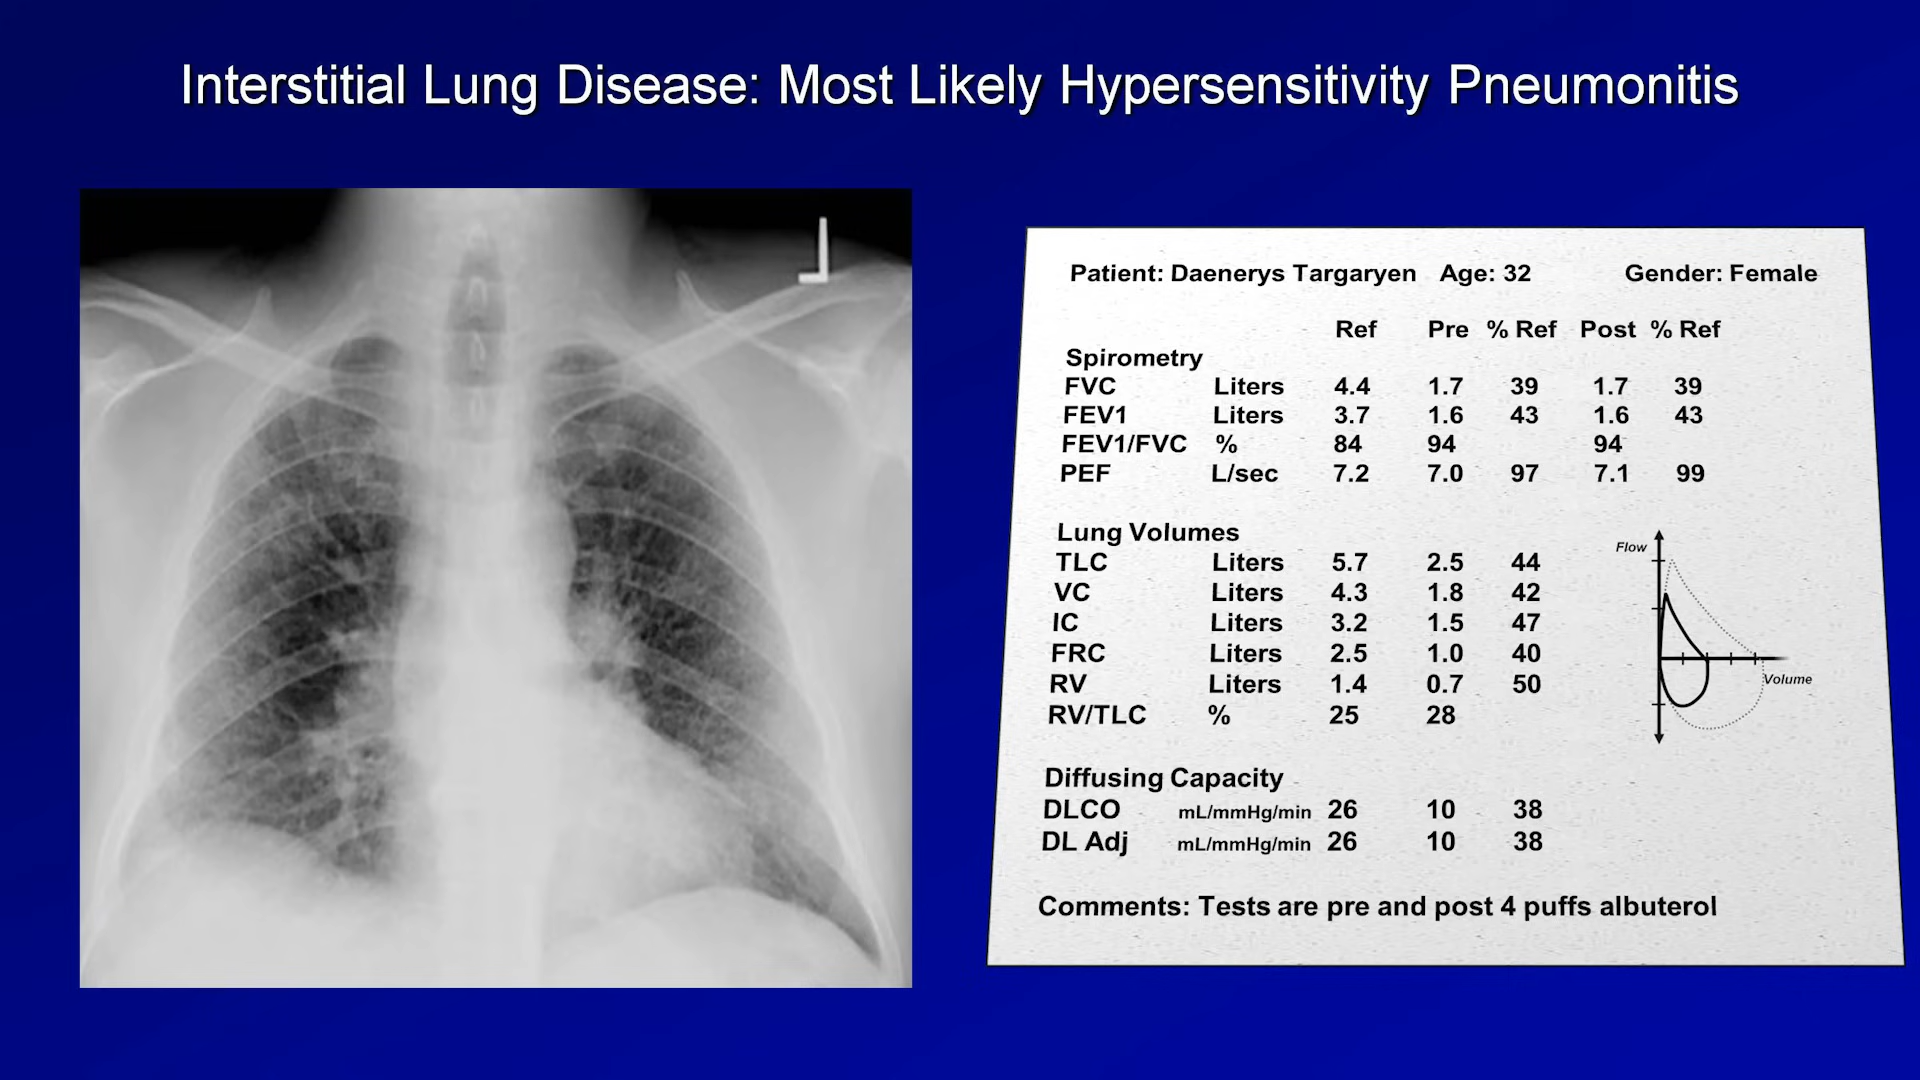 Interstitial Lung Disease: Most Likely Hypersensitivity Pneumonitis
L
Patient: Daenerys Targaryen Age: 32 Gender: Female
Ref Pre % Ref Post % Ref
Spirometry
FVC Liters 4.4 1.7 39 1.7 39
FEV1 Liters 3.7 1.6 43 1.6 43
FEV1/FVC % 84 94 94
PEF L/sec 7.2 7.0 97 7.1 99
Lung Volumes
TLC Liters 5.7 2.5 44
VC Liters 4.3 1.8 42
IC Liters 3.2 1.5 47
FRC Liters 2.5 1.0 40
RV Liters 1.4 0.7 50
RV/TLC % 25 28
Flow
Volume
Diffusing Capacity
DLCO mL/mmHg/min 26 10 38
DL Adj mL/mmHg/min 26 10 38
Comments: Tests are pre and post 4 puffs albuterol